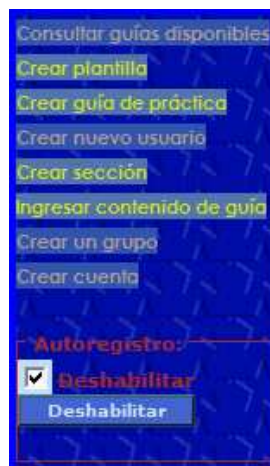 Consultar guías disponibles
Crear plantilla
Crear guía de práctica
Crear nuevo usuario
Crear sección
Ingresar contenido de guía
Crear un grupo
Crear cuenta
Autoregistro:
Deshabilitar
Deshabilitar